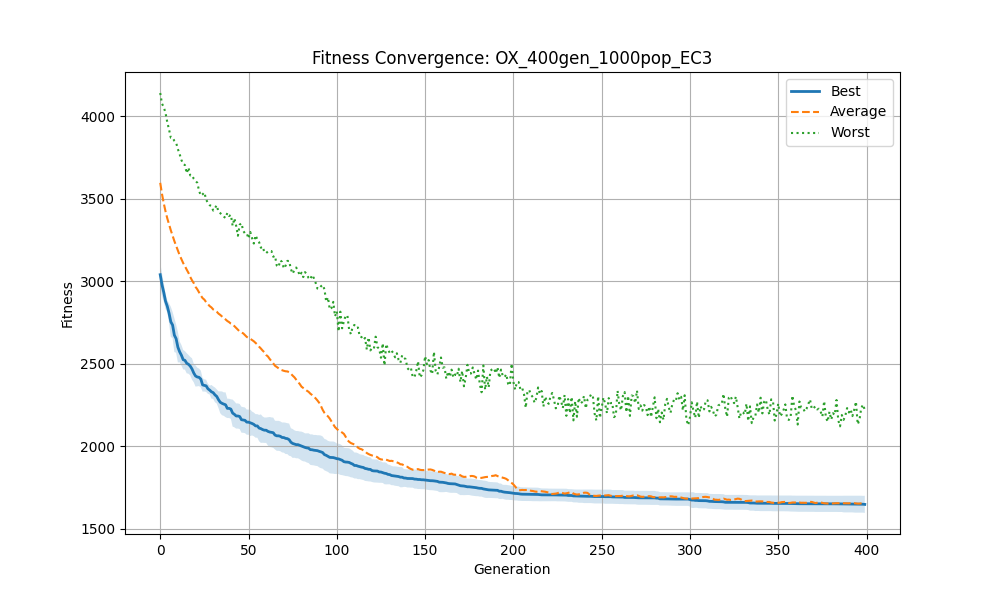 Fitness Convergence: OX_400gen_1000pop_EC3
Best
Average
Worst
4000
3500
3000
2500
2000
1500
Fitness
0 50 100 150 200 250 300 350 400
Generation